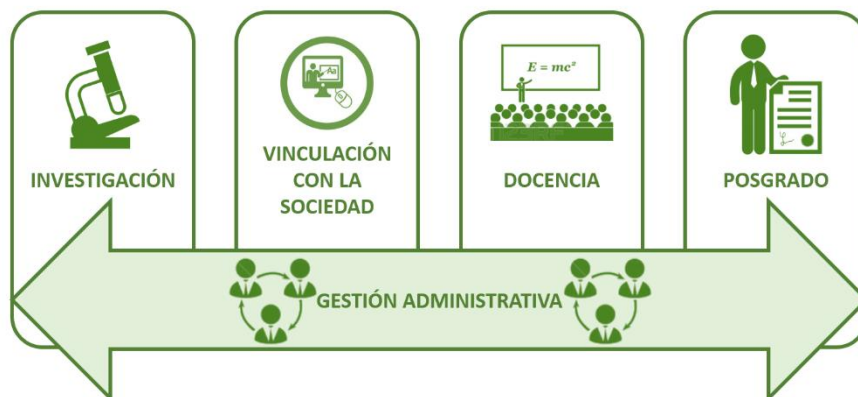 E = mc²
Aa
INVESTIGACIÓN
VINCULACIÓN
CON LA
SOCIEDAD
DOCENCIA
POSGRADO
GESTIÓN ADMINISTRATIVA